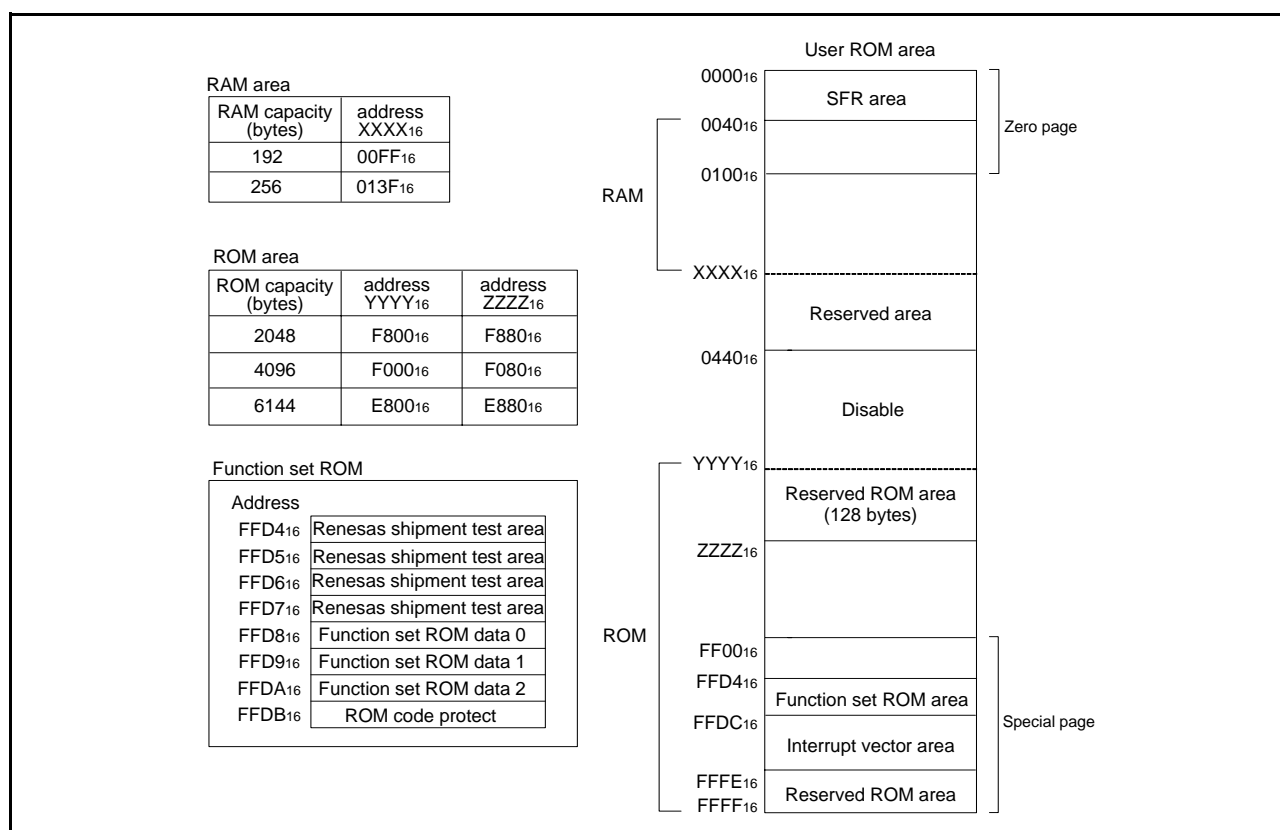 RAM area
RAM capacity (bytes) address XXXX16
192 00FF16
256 013F16
ROM area
ROM capacity (bytes) address YYYY16 address ZZZZ16
2048 F80016 F88016
4096 F00016 F08016
6144 E80016 E88016
Function set ROM
Address
FFD416 Renesas shipment test area
FFD516 Renesas shipment test area
FFD616 Renesas shipment test area
FFD716 Renesas shipment test area
FFD816 Function set ROM data 0
FFD916 Function set ROM data 1
FFDA16 Function set ROM data 2
FFDB16 ROM code protect
User ROM area
000016
SFR area
004016
Zero page
010016
RAM
XXXX16
Reserved area
044016
Disable
YYYY16
Reserved ROM area
(128 bytes)
ZZZZ16
ROM
FF0016
FFD416
Function set ROM area
FFDC16
Special page
Interrupt vector area
FFFE16
Reserved ROM area
FFFF16